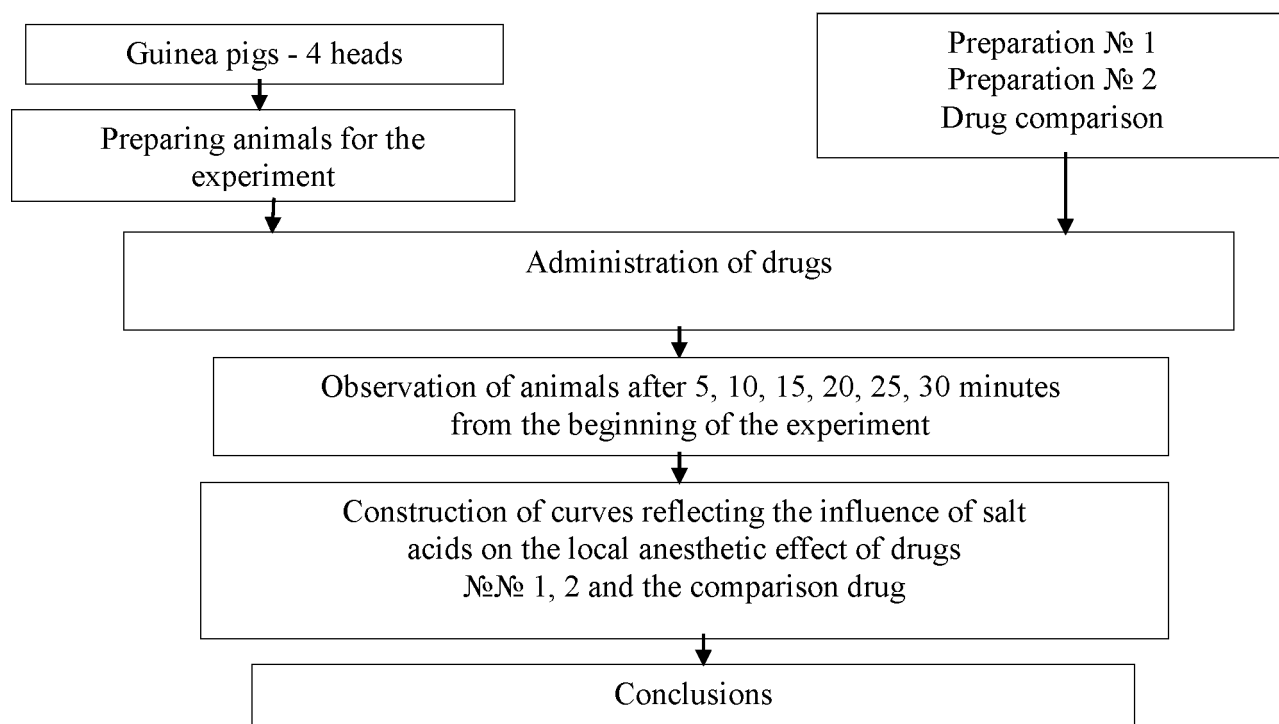 Guinea pigs - 4 heads
Preparing animals for the
experiment
Preparation № 1
Preparation № 2
Drug comparison
Administration of drugs
Observation of animals after 5, 10, 15, 20, 25, 30 minutes
from the beginning of the experiment
Construction of curves reflecting the influence of salt
acids on the local anesthetic effect of drugs
№№ 1, 2 and the comparison drug
Conclusions